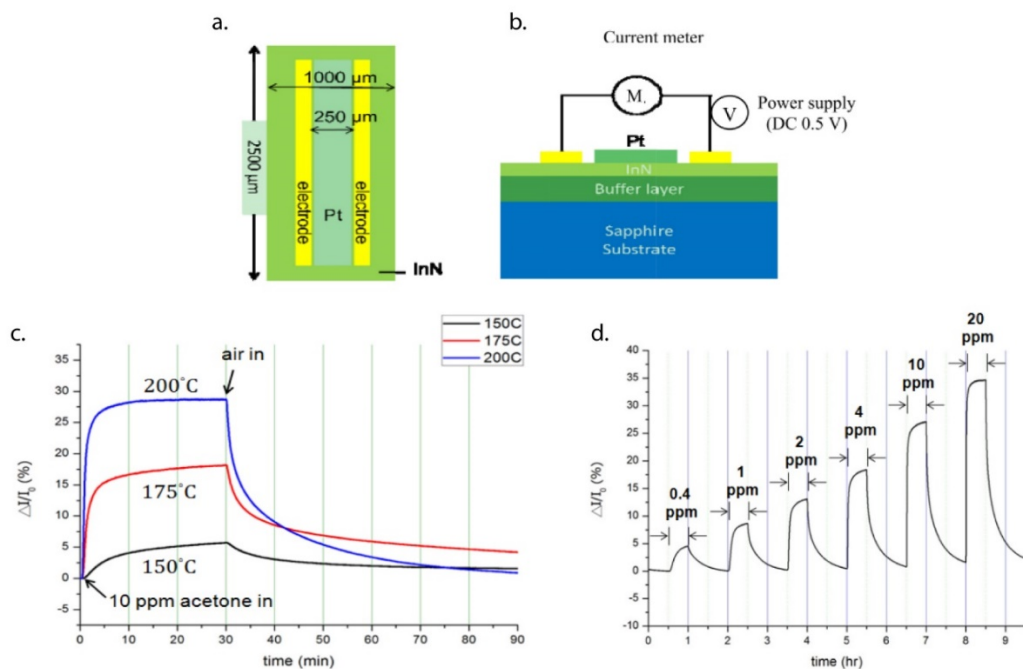 a.
1000 μm
250 μm
2500 μm
electrode
Pt
electrode
InN
b.
Current meter
M.
V
Power supply
(DC 0.5 V)
Pt
InN
Buffer layer
Sapphire
Substrate
c.
150C
175C
200C
air in
200°C
175°C
150°C
10 ppm acetone in
ΔI/I₀ (%)
35
30
25
20
15
10
5
0
-5
0 10 20 30 40 50 60 70 80 90
time (min)
d.
20
ppm
10
ppm
4
ppm
2
ppm
1
ppm
0.4
ppm
ΔI/I₀ (%)
40
35
30
25
20
15
10
5
0
-5
-10
0 1 2 3 4 5 6 7 8 9
time (hr)